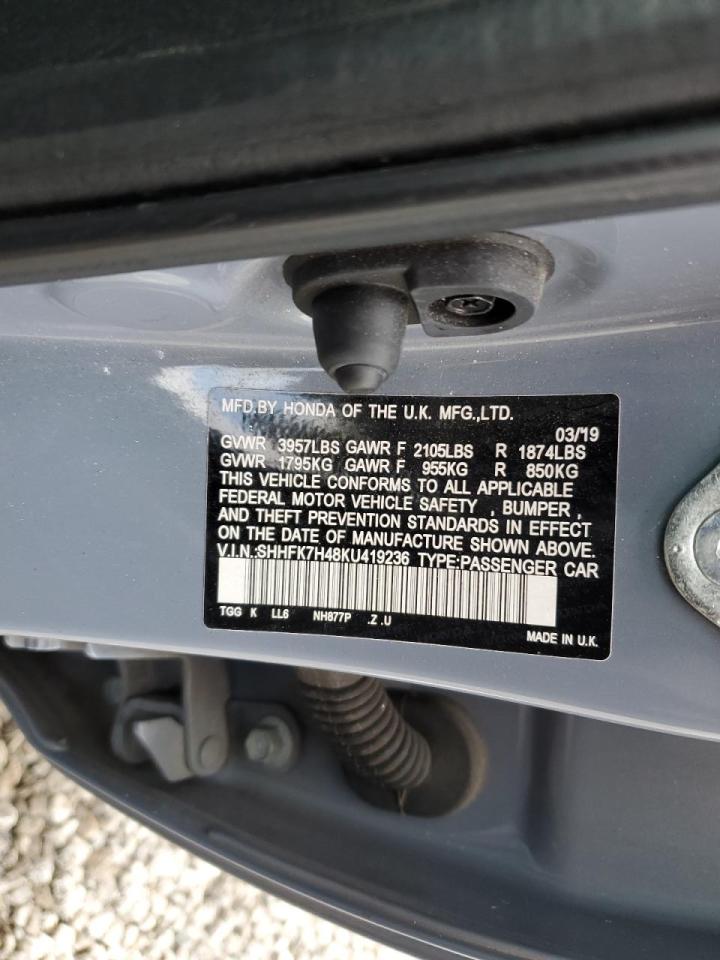 MFD.BY HONDA OF THE U.K. MFG.,LTD.
03/19
GVWR 3957LBS GAWR F 2105LBS R 1874LBS
GVWR 1795KG GAWR F 955KG R 850KG
THIS VEHICLE CONFORMS TO ALL APPLICABLE
FEDERAL MOTOR VEHICLE SAFETY , BUMPER ,
AND THEFT PREVENTION STANDARDS IN EFFECT
ON THE DATE OF MANUFACTURE SHOWN ABOVE.
V.I.N.:SHHFK7H48KU419236 TYPE:PASSENGER CAR
TGG K LL6 NH877P .Z .U
MADE IN U.K.